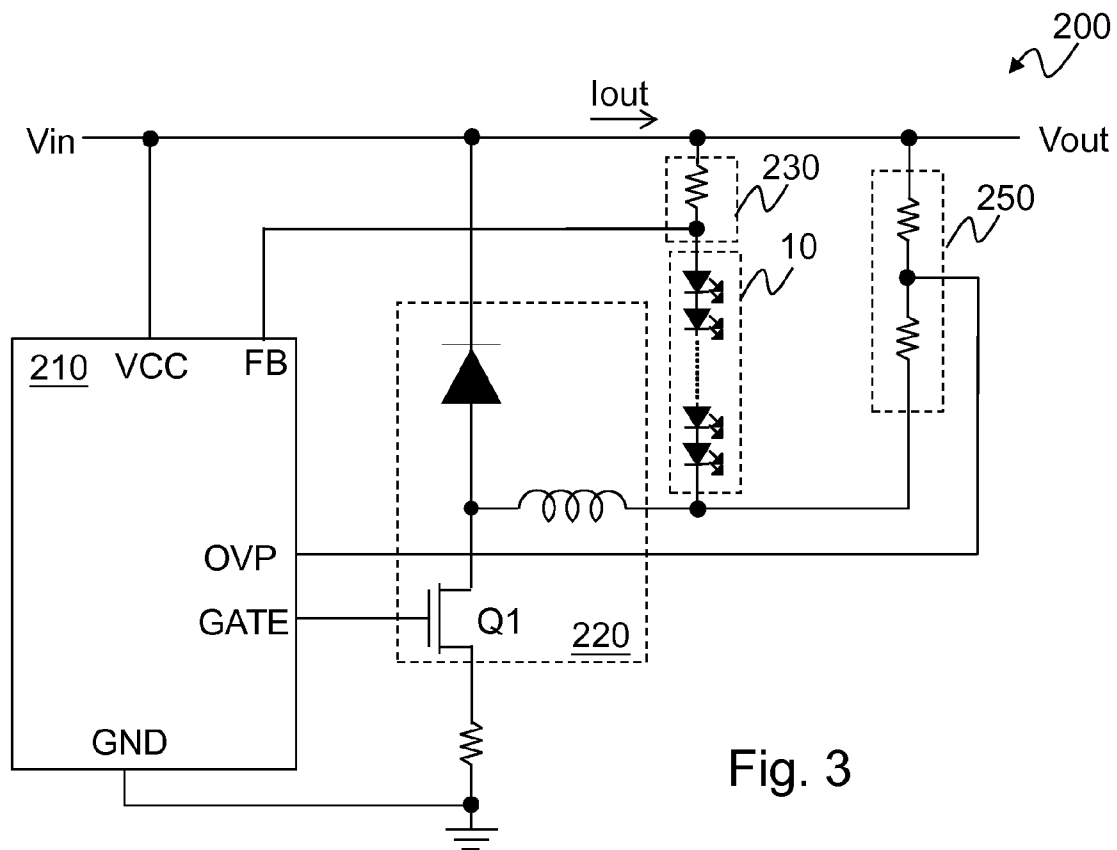 200
Iout
Vin
Vout
230
250
10
210
VCC
FB
OVP
GATE
Q1
220
GND
Fig. 3